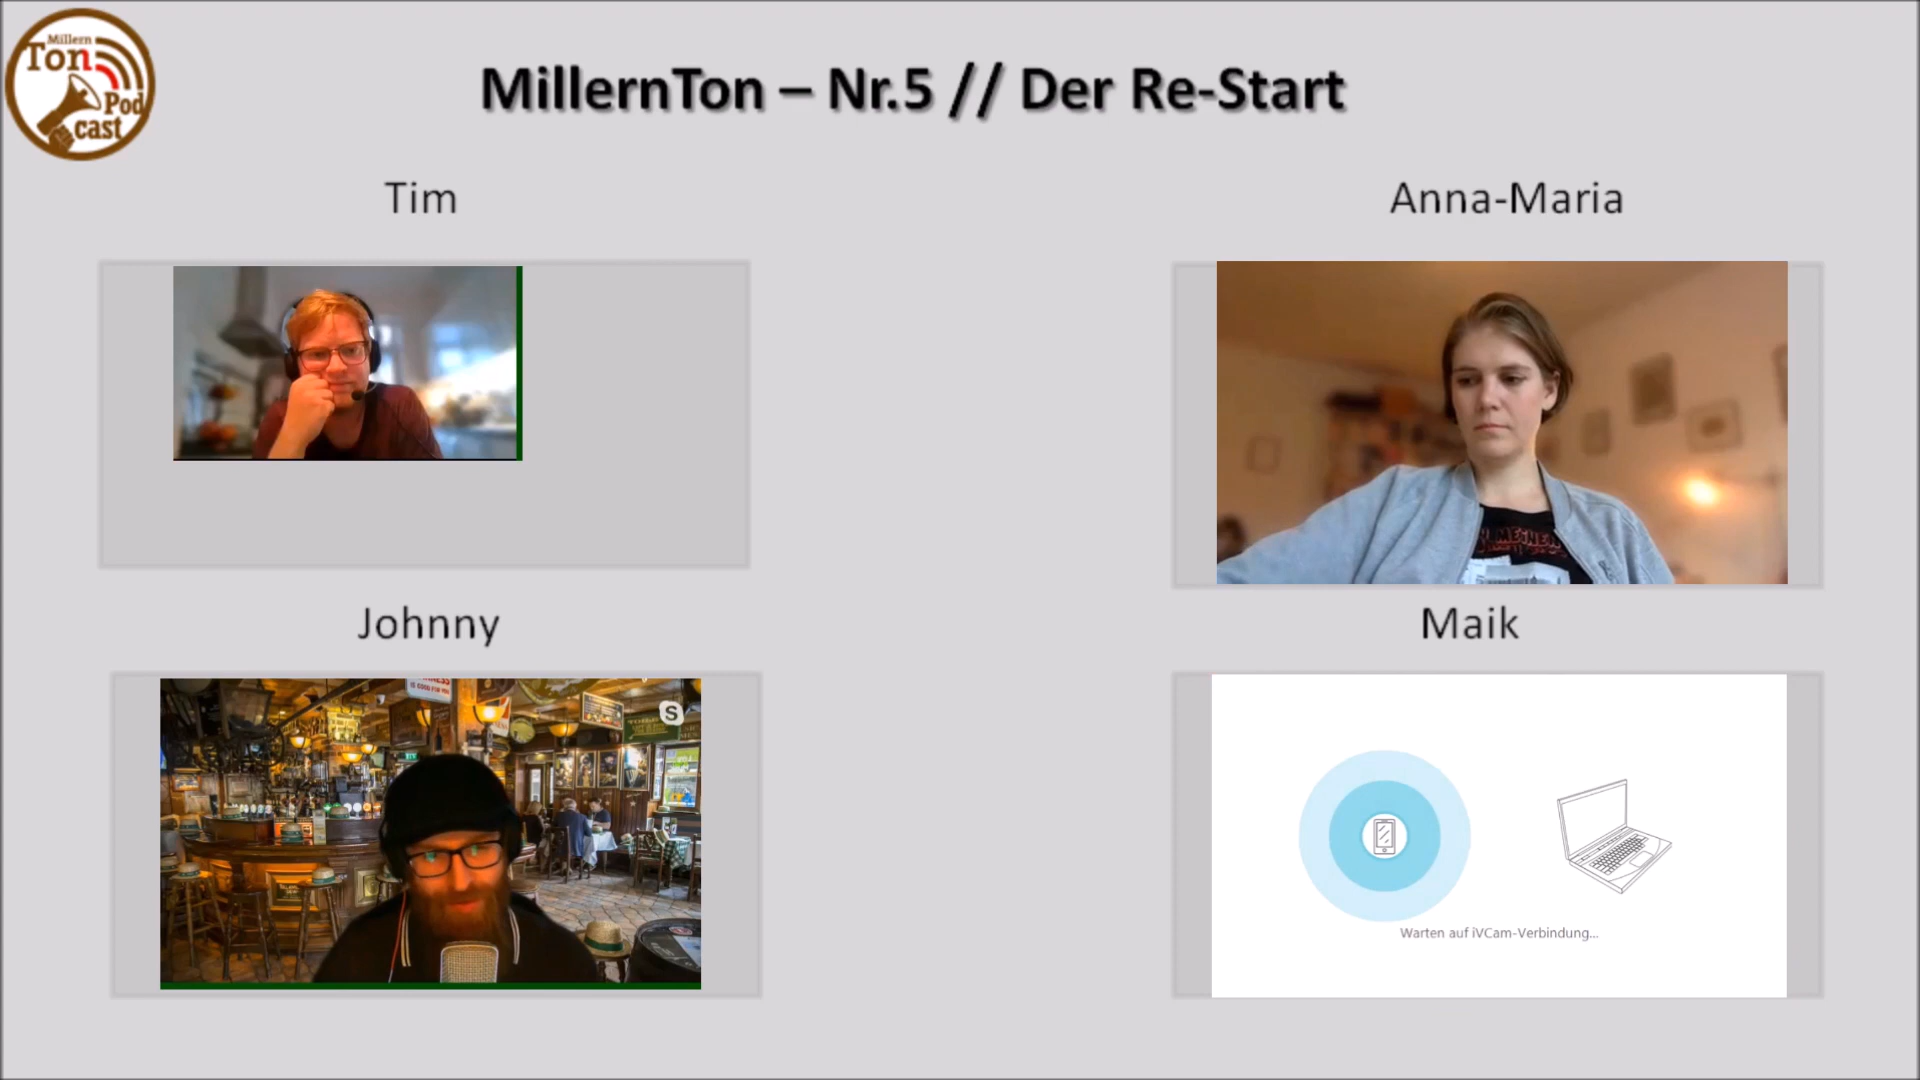 Millern
Ton
Pod
cast
MillernTon – Nr.5 // Der Re-Start
Tim
Anna-Maria
Johnny
Maik
Warten auf iVCam-Verbindung...